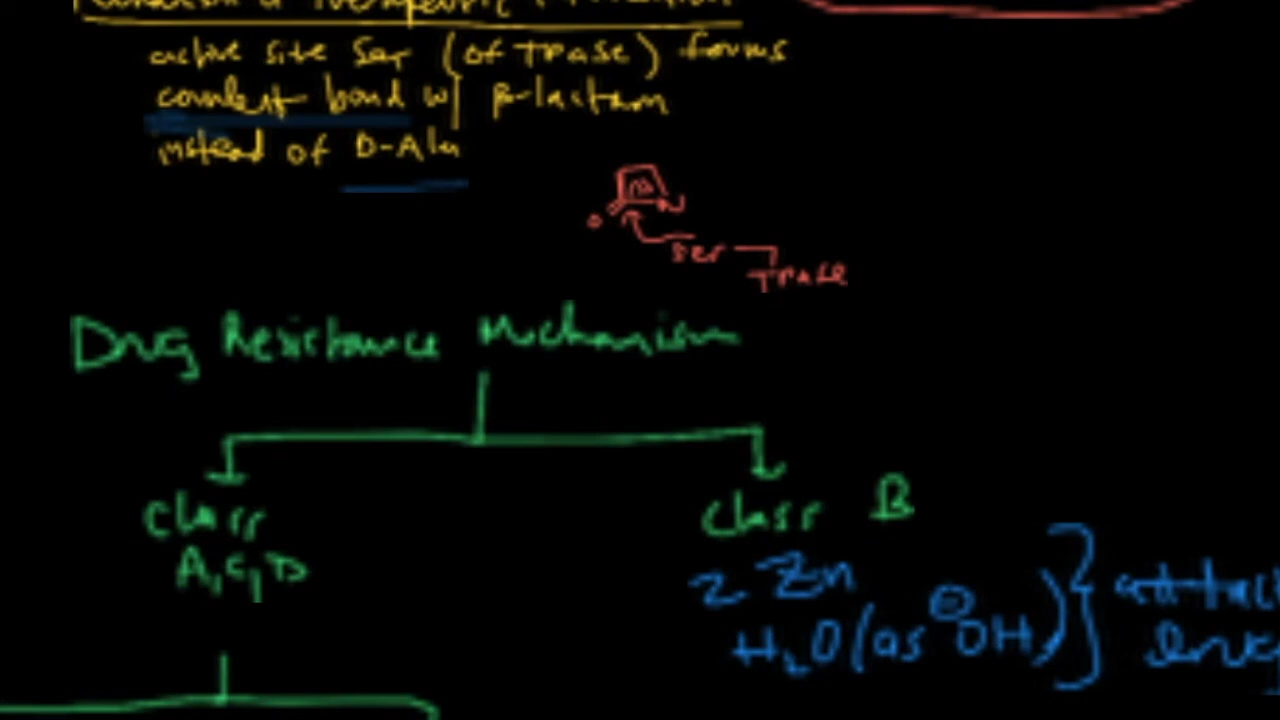 active site Ser (of TPase) forms
covalent bond w/ β-lactam
instead of D-Ala
O N
Ser
TPase
Drug Resistance Mechanism
Class
A, C, D
Class B
2 Zn
H2O (as ⊖OH)